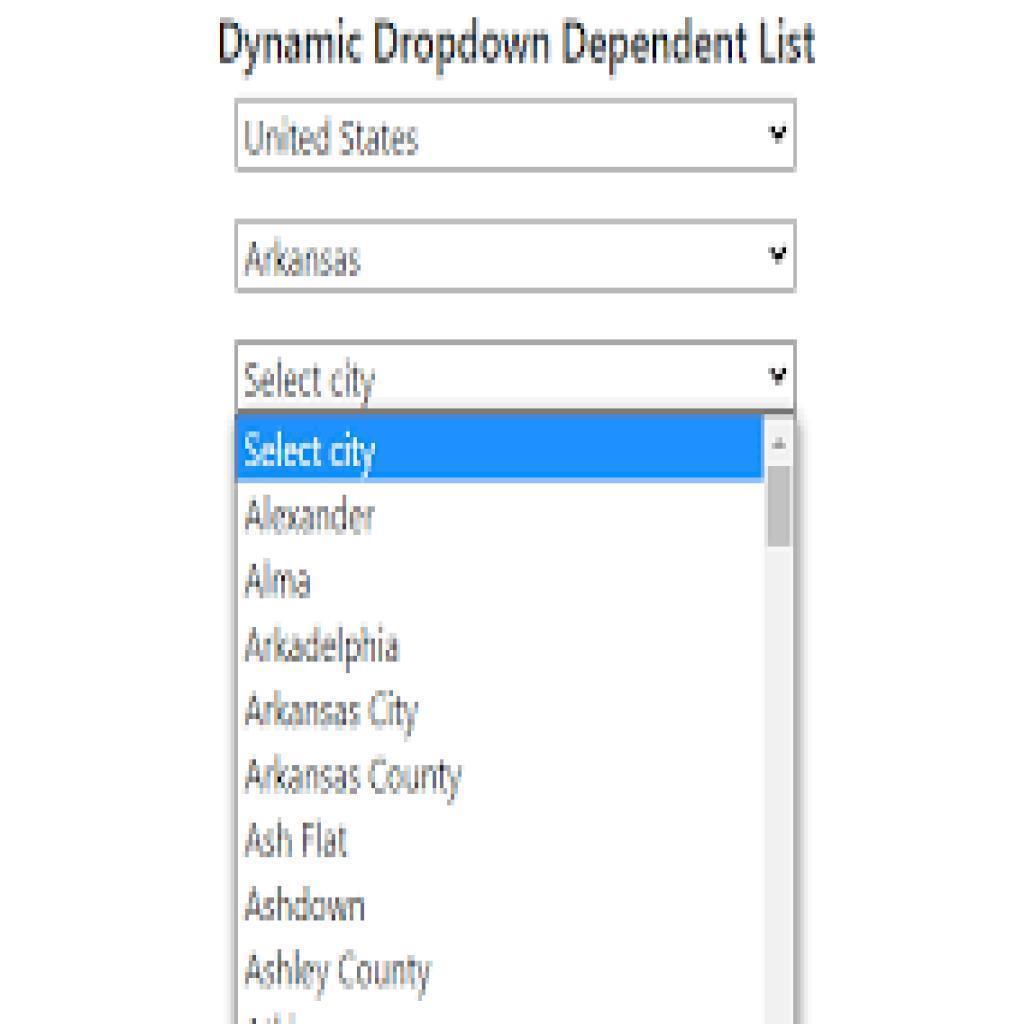 Dynamic Dropdown Dependent List
United States
Arkansas
Select city
Select city
Alexander
Alma
Arkadelphia
Arkansas City
Arkansas County
Ash Flat
Ashdown
Ashley County